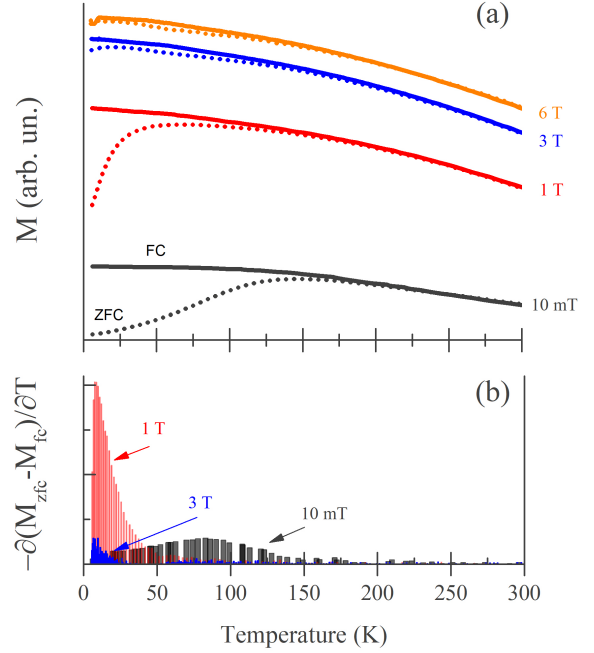 (a)
M (arb. un.)
6 T
3 T
1 T
FC
ZFC
10 mT
(b)
−∂(Mzfc-Mfc)/∂T
1 T
3 T
10 mT
0 50 100 150 200 250 300
Temperature (K)